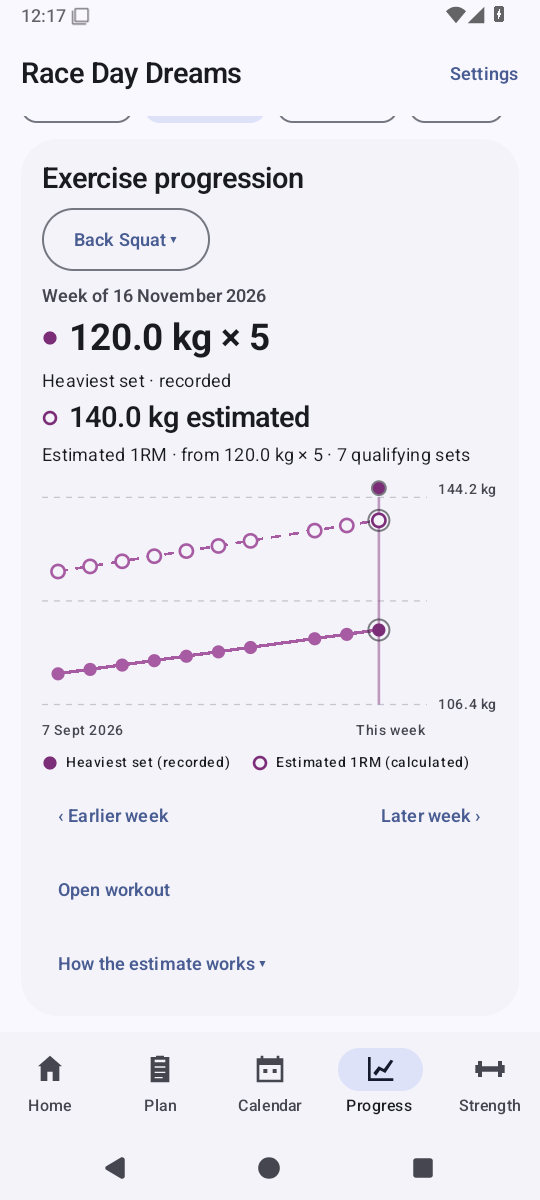 12:17
Race Day Dreams
Settings
Exercise progression
Back Squat ▾
Week of 16 November 2026
120.0 kg × 5
Heaviest set · recorded
140.0 kg estimated
Estimated 1RM · from 120.0 kg × 5 · 7 qualifying sets
144.2 kg
106.4 kg
7 Sept 2026 This week
Heaviest set (recorded) Estimated 1RM (calculated)
‹ Earlier week Later week ›
Open workout
How the estimate works ▾
Home Plan Calendar Progress Strength